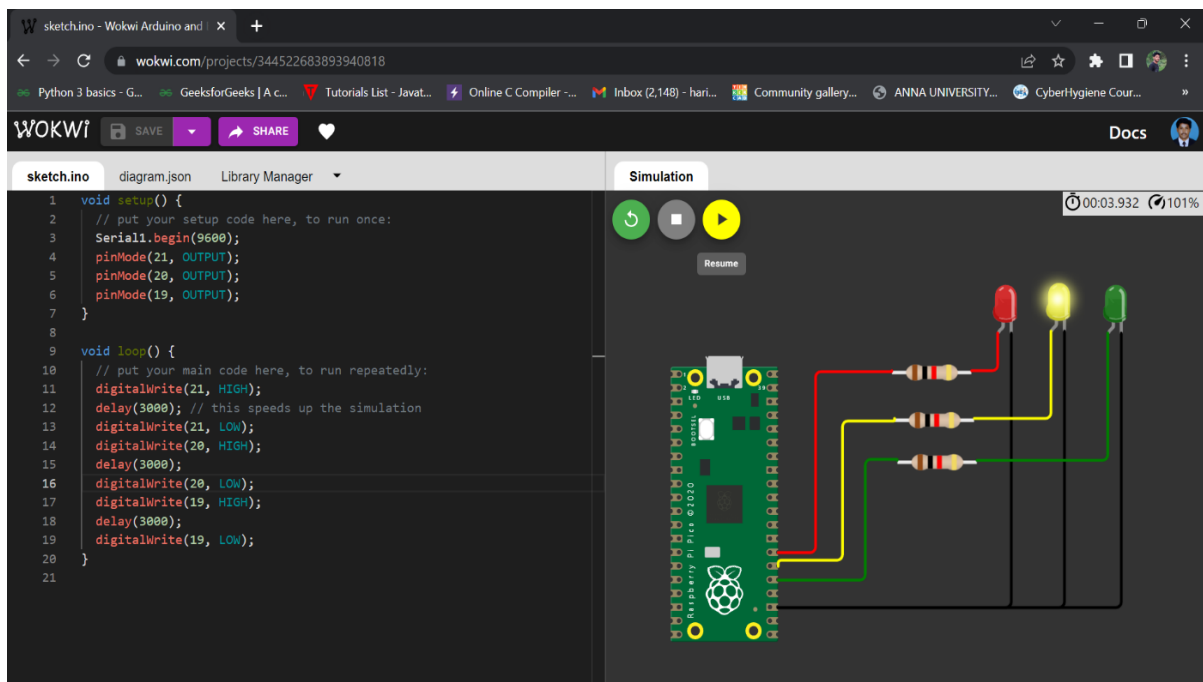 sketch.ino - Wokwi Arduino and
wokwi.com/projects/344522683893940818
Python 3 basics - G... GeeksforGeeks | A c... Tutorials List - Javat... Online C Compiler -... Inbox (2,148) - hari... Community gallery... ANNA UNIVERSITY... CyberHygiene Cour... »
WOKWi SAVE SHARE Docs
sketch.ino diagram.json Library Manager
1 void setup() {
2 // put your setup code here, to run once:
3 Serial1.begin(9600);
4 pinMode(21, OUTPUT);
5 pinMode(20, OUTPUT);
6 pinMode(19, OUTPUT);
7 }
8
9 void loop() {
10 // put your main code here, to run repeatedly:
11 digitalWrite(21, HIGH);
12 delay(3000); // this speeds up the simulation
13 digitalWrite(21, LOW);
14 digitalWrite(20, HIGH);
15 delay(3000);
16 digitalWrite(20, LOW);
17 digitalWrite(19, HIGH);
18 delay(3000);
19 digitalWrite(19, LOW);
20 }
21
Simulation
00:03.932 101%
Resume
1
2
39
LED USB
BOOTSEL
Raspberry Pi Pico ©2020